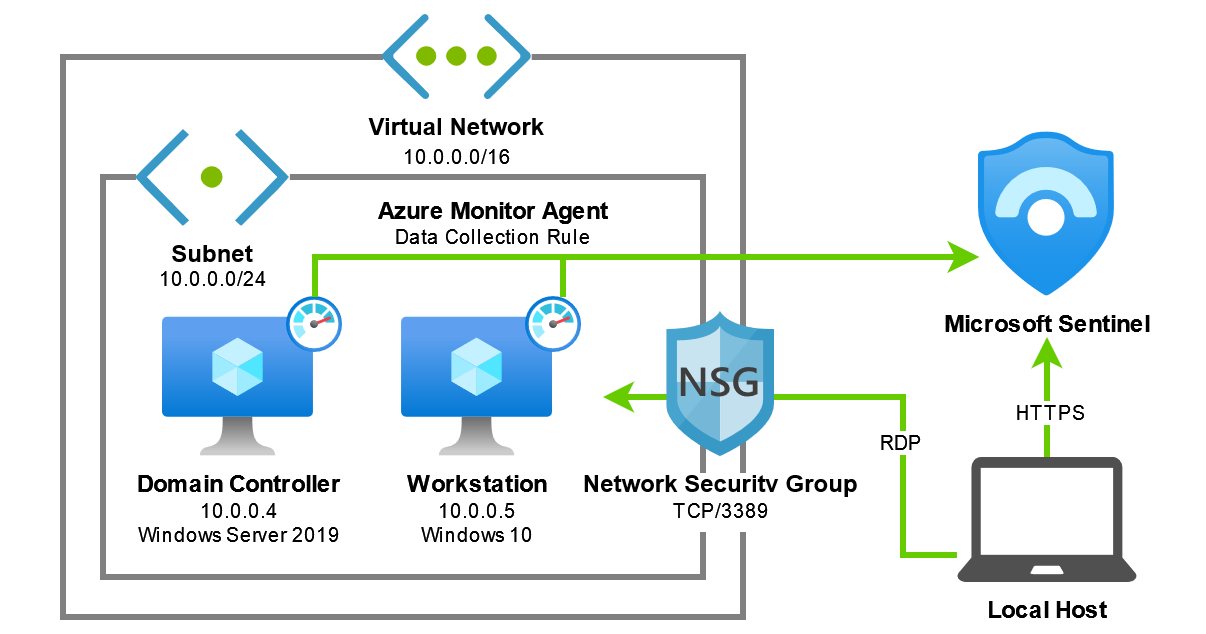 Virtual Network
10.0.0.0/16
Subnet
10.0.0.0/24
Azure Monitor Agent
Data Collection Rule
Microsoft Sentinel
NSG
HTTPS
RDP
Domain Controller
10.0.0.4
Windows Server 2019
Workstation
10.0.0.5
Windows 10
Network Security Group
TCP/3389
Local Host